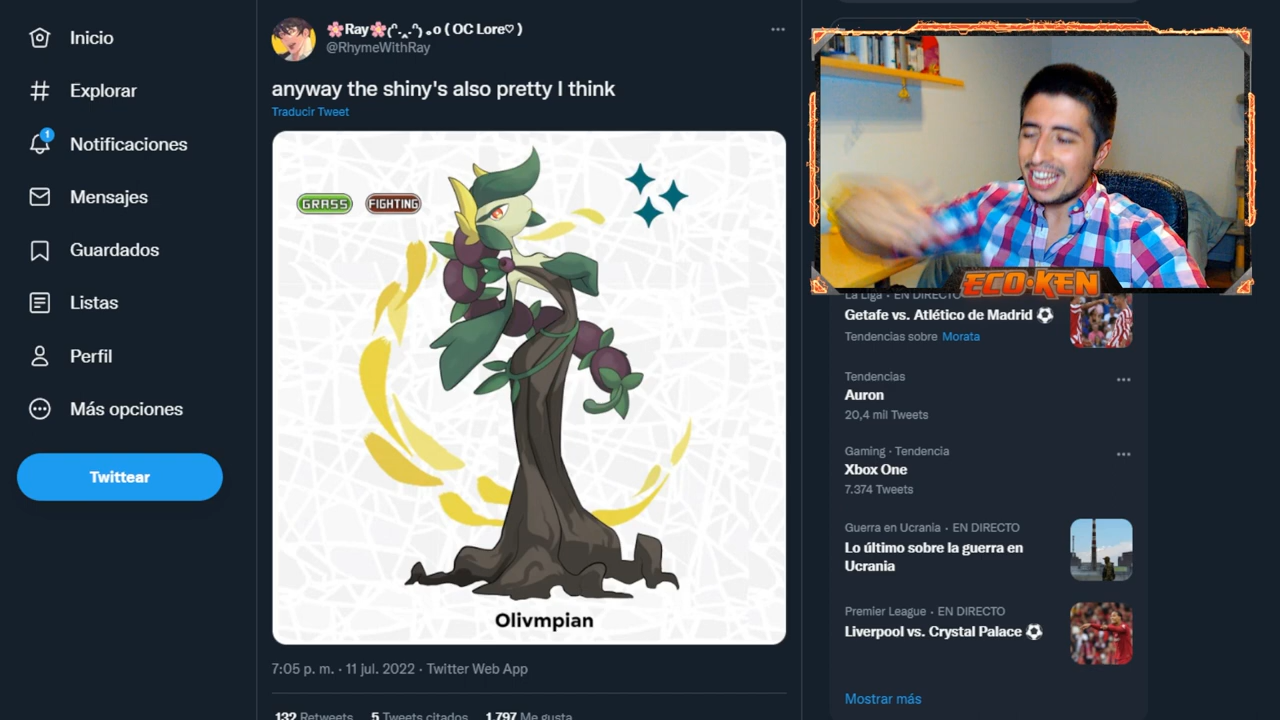 Inicio
Explorar
1
Notificaciones
Mensajes
Guardados
Listas
Perfil
Más opciones
Twittear
🌸Ray🌸(ᐢ·⌅·ᐢ) ｡o ( OC Lore♡ )
@RhymeWithRay
anyway the shiny's also pretty I think
Traducir Tweet
GRASS FIGHTING
Olivmpian
7:05 p. m. · 11 jul. 2022 · Twitter Web App
132 Retweets 5 Tweets citados 1.797 Me gusta
ECO·KEN
La Liga · EN DIRECTO
Getafe vs. Atlético de Madrid ⚽
Tendencias sobre Morata
Tendencias
Auron
20,4 mil Tweets
Gaming · Tendencia
Xbox One
7.374 Tweets
Guerra en Ucrania · EN DIRECTO
Lo último sobre la guerra en
Ucrania
Premier League · EN DIRECTO
Liverpool vs. Crystal Palace ⚽
Mostrar más